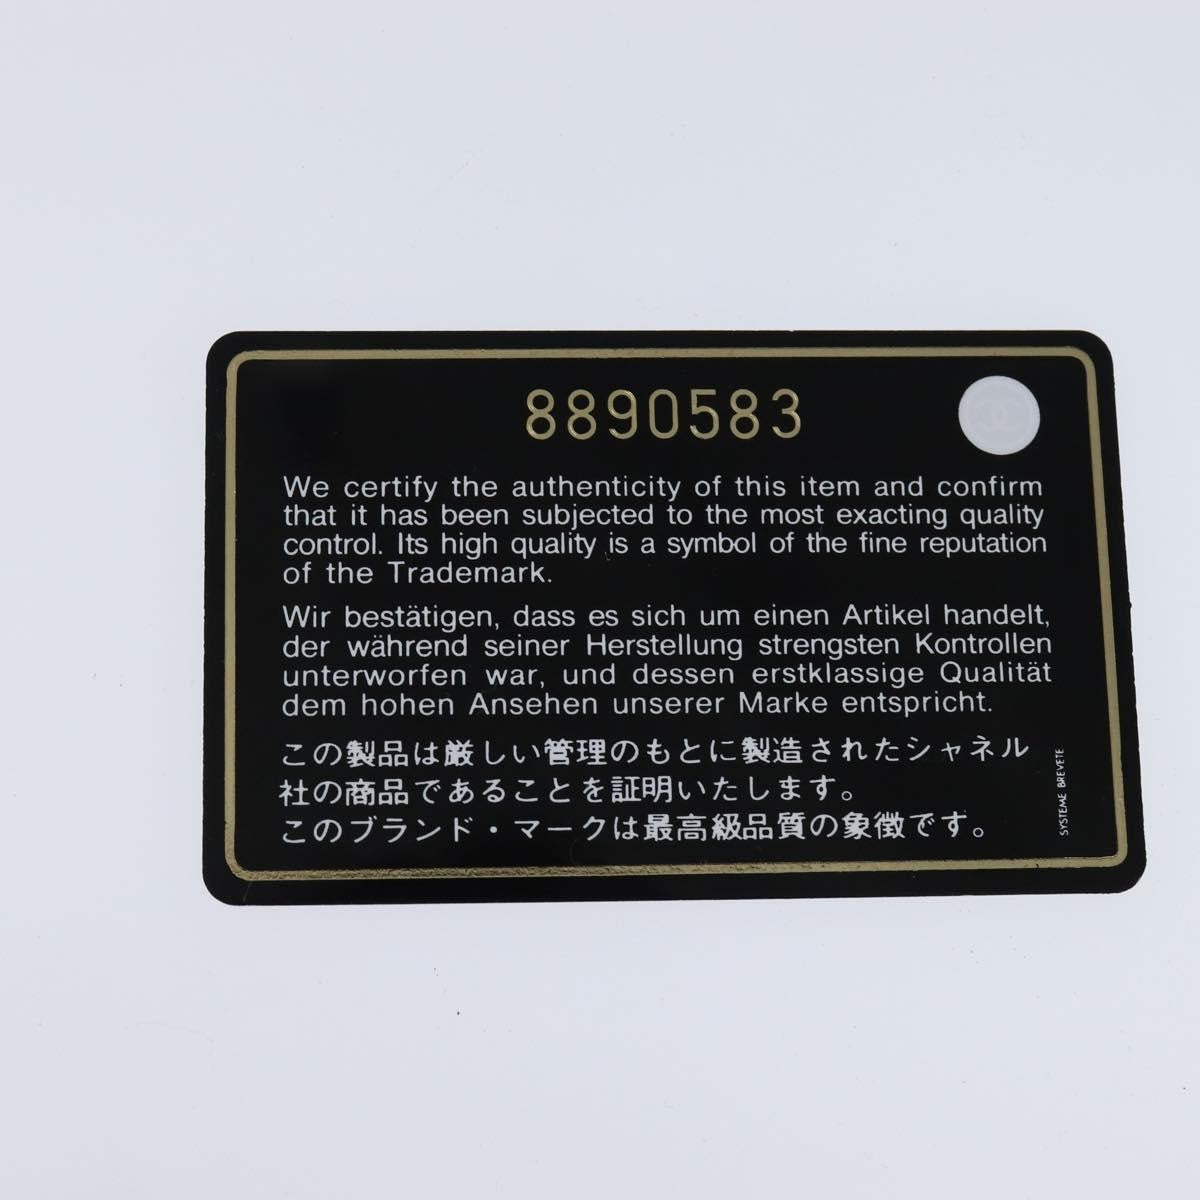 8890583
We certify the authenticity of this item and confirm
that it has been subjected to the most exacting quality
control. Its high quality is a symbol of the fine reputation
of the Trademark.
Wir bestätigen, dass es sich um einen Artikel handelt,
der während seiner Herstellung strengsten Kontrollen
unterworfen war, und dessen erstklassige Qualität
dem hohen Ansehen unserer Marke entspricht.
この製品は厳しい管理のもとに製造されたシャネル
社の商品であることを証明いたします。
このブランド・マークは最高級品質の象徴です。
SYSTEME BREVETE